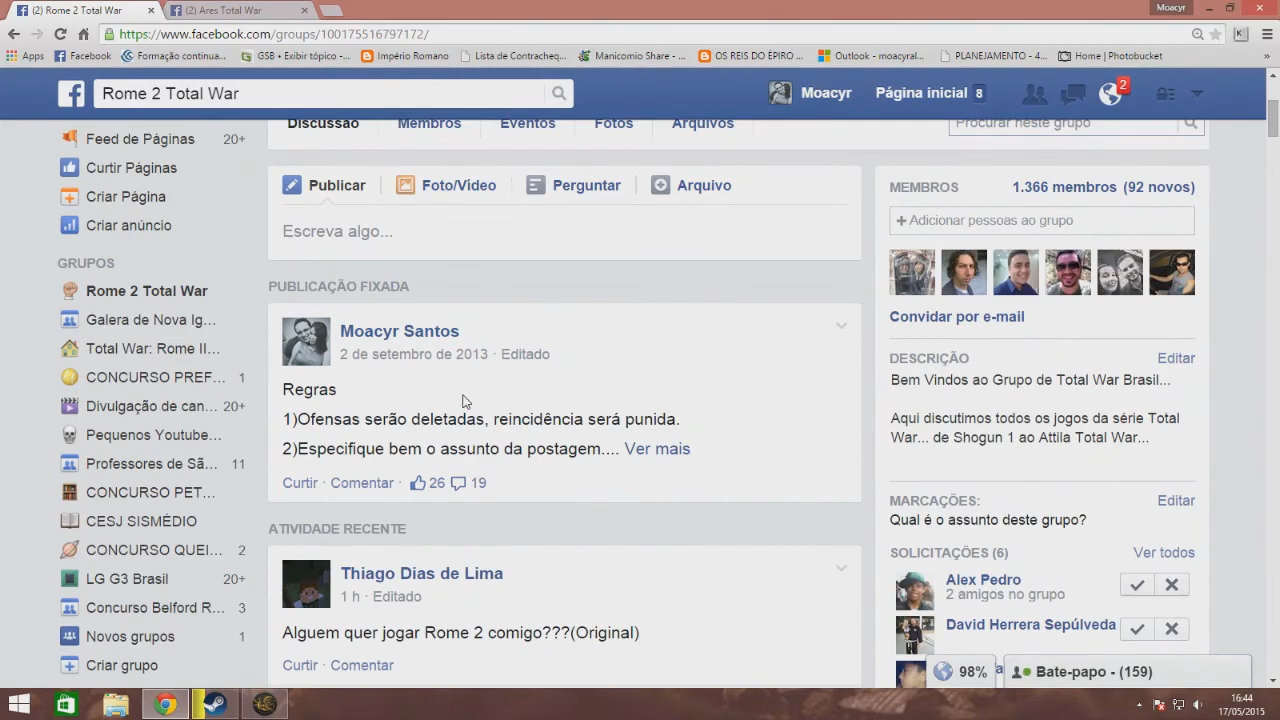 (2) Rome 2 Total War
(2) Ares Total War
Moacyr
https://www.facebook.com/groups/100175516797172/
Apps
Facebook
Formação continua...
GSB • Exibir tópico -...
Império Romano
Lista de Contracheq...
Manicomio Share - ...
OS REIS DO ÉPIRO ...
Outlook - moacyral...
PLANEJAMENTO - 4...
Home | Photobucket
»
Rome 2 Total War
Moacyr
Página inicial 8
2
Discussão
Membros
Eventos
Fotos
Arquivos
Procurar neste grupo
Feed de Páginas 20+
Curtir Páginas
Criar Página
Criar anúncio
GRUPOS
Rome 2 Total War
Galera de Nova Ig...
Total War: Rome II...
CONCURSO PREF... 1
Divulgação de can... 20+
Pequenos Youtube...
Professores de Sã... 11
CONCURSO PET...
CESJ SISMÉDIO
CONCURSO QUEI... 2
LG G3 Brasil 20+
Concurso Belford R... 3
Novos grupos 1
Criar grupo
Publicar
Foto/Vídeo
Perguntar
Arquivo
Escreva algo...
PUBLICAÇÃO FIXADA
Moacyr Santos
2 de setembro de 2013 · Editado
Regras
1)Ofensas serão deletadas, reincidência será punida.
2)Especifique bem o assunto da postagem.... Ver mais
Curtir · Comentar · 26 19
ATIVIDADE RECENTE
Thiago Dias de Lima
1 h · Editado
Alguem quer jogar Rome 2 comigo???(Original)
Curtir · Comentar
MEMBROS
1.366 membros (92 novos)
+ Adicionar pessoas ao grupo
Convidar por e-mail
DESCRIÇÃO Editar
Bem Vindos ao Grupo de Total War Brasil...
Aqui discutimos todos os jogos da série Total
War... de Shogun 1 ao Attila Total War...
MARCAÇÕES: Editar
Qual é o assunto deste grupo?
SOLICITAÇÕES (6) Ver todos
Alex Pedro
2 amigos no grupo
David Herrera Sepúlveda
98%
Bate-papo - (159)
16:44
17/05/2015